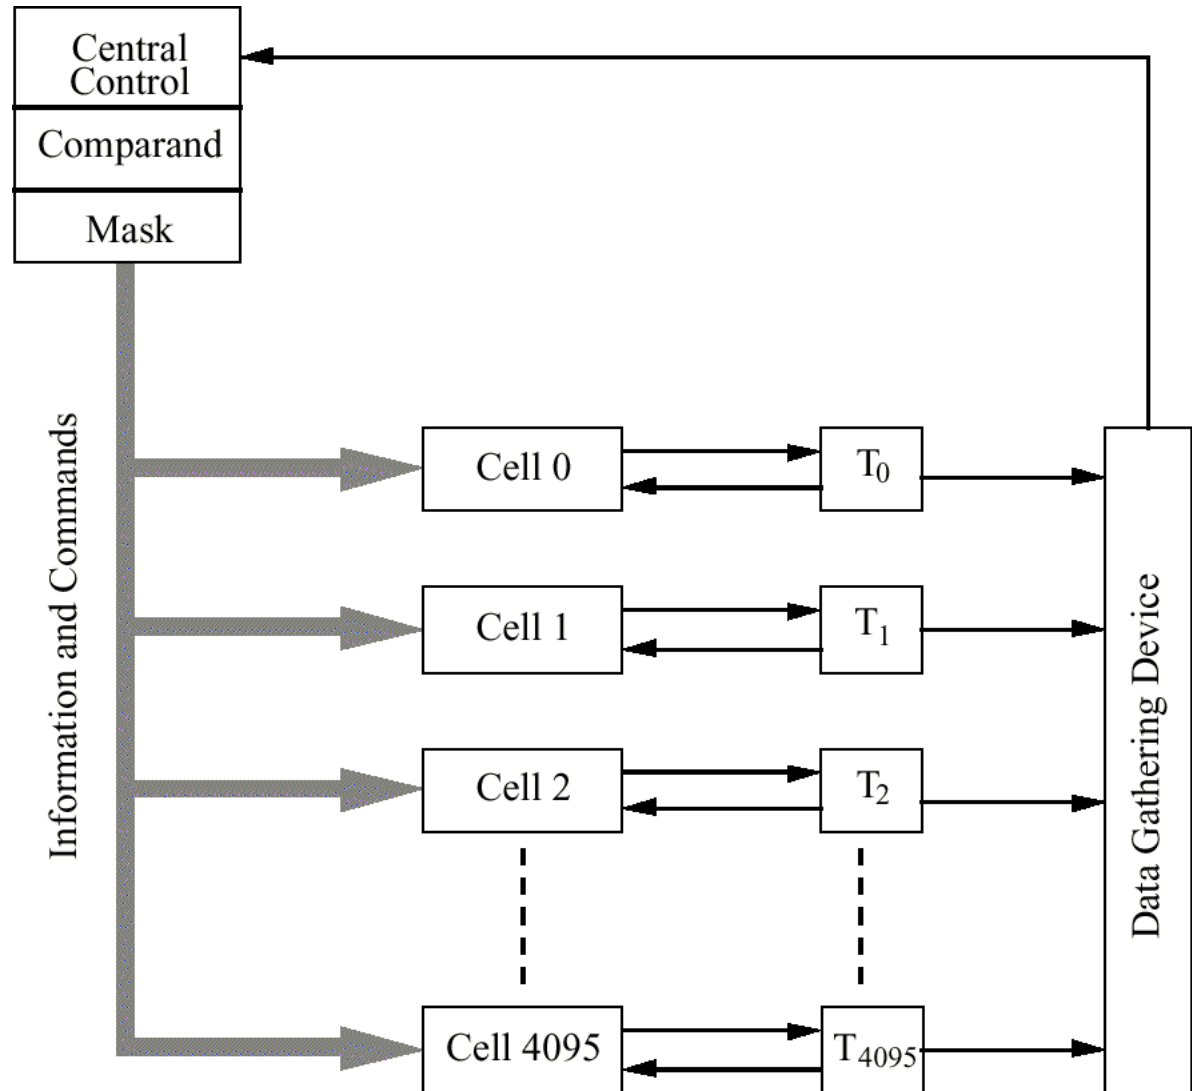 Central
Control
Comparand
Mask
Information and Commands
Cell 0
T₀
Cell 1
T₁
Cell 2
T₂
Cell 4095
T₄₀₉₅
Data Gathering Device